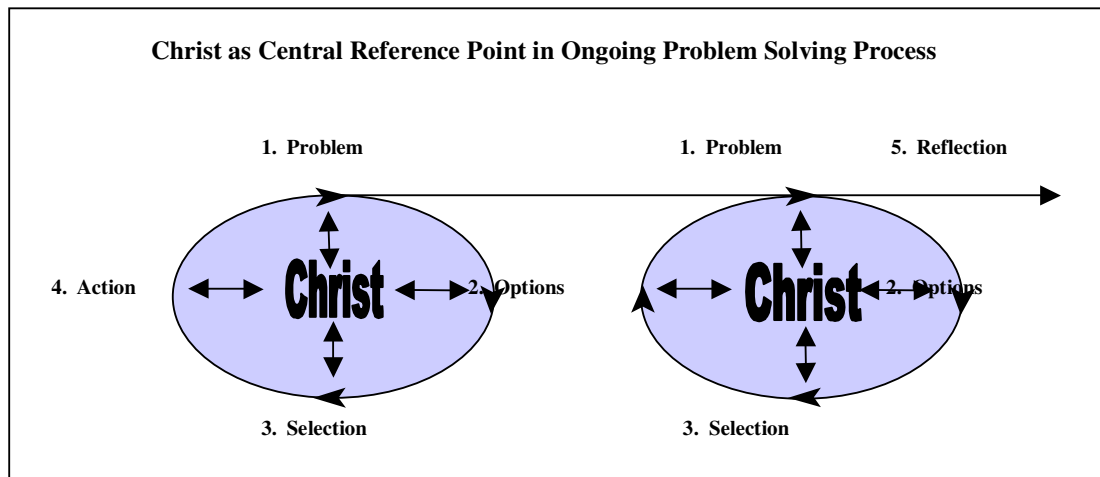 Christ as Central Reference Point in Ongoing Problem Solving Process
1. Problem
1. Problem
5. Reflection
4. Action
Christ
2. Options
Christ
2. Options
3. Selection
3. Selection